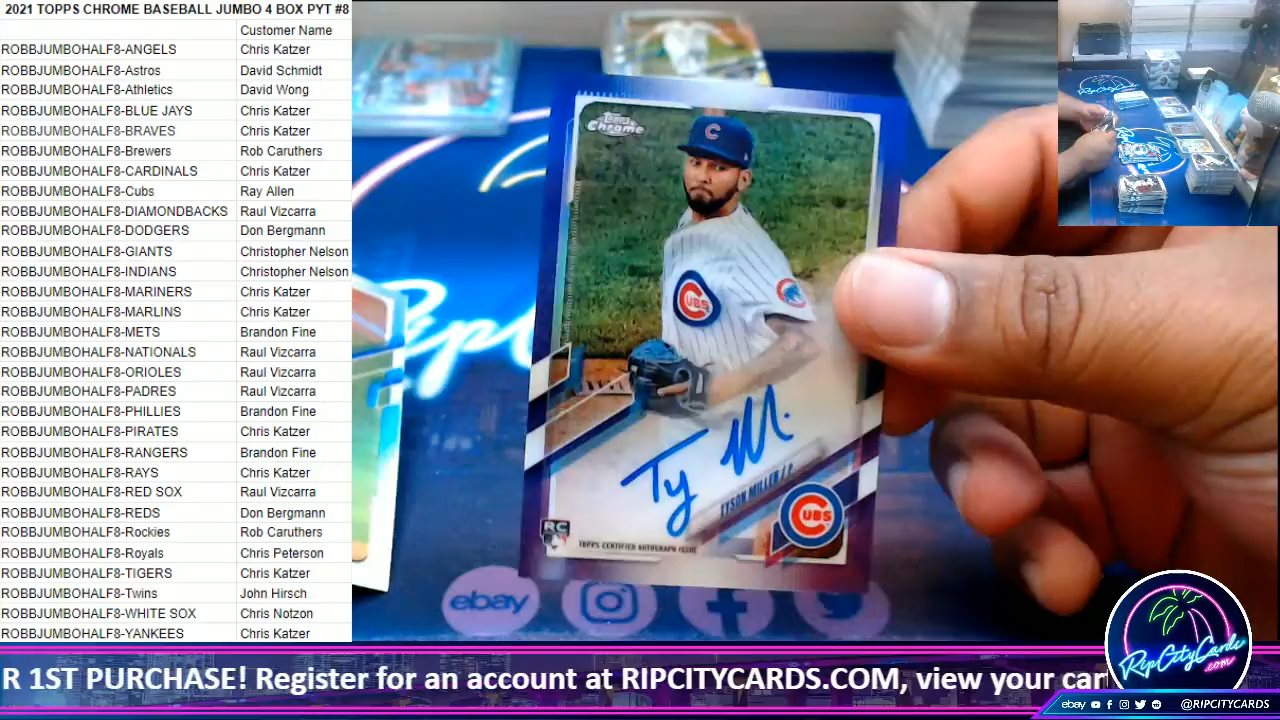 2021 TOPPS CHROME BASEBALL JUMBO 4 BOX PYT #8
Customer Name
ROBBJUMBOHALF8-ANGELS Chris Katzer
ROBBJUMBOHALF8-Astros David Schmidt
ROBBJUMBOHALF8-Athletics David Wong
ROBBJUMBOHALF8-BLUE JAYS Chris Katzer
ROBBJUMBOHALF8-BRAVES Chris Katzer
ROBBJUMBOHALF8-Brewers Rob Caruthers
ROBBJUMBOHALF8-CARDINALS Chris Katzer
ROBBJUMBOHALF8-Cubs Ray Allen
ROBBJUMBOHALF8-DIAMONDBACKS Raul Vizcarra
ROBBJUMBOHALF8-DODGERS Don Bergmann
ROBBJUMBOHALF8-GIANTS Christopher Nelson
ROBBJUMBOHALF8-INDIANS Christopher Nelson
ROBBJUMBOHALF8-MARINERS Chris Katzer
ROBBJUMBOHALF8-MARLINS Chris Katzer
ROBBJUMBOHALF8-METS Brandon Fine
ROBBJUMBOHALF8-NATIONALS Raul Vizcarra
ROBBJUMBOHALF8-ORIOLES Raul Vizcarra
ROBBJUMBOHALF8-PADRES Raul Vizcarra
ROBBJUMBOHALF8-PHILLIES Brandon Fine
ROBBJUMBOHALF8-PIRATES Chris Katzer
ROBBJUMBOHALF8-RANGERS Brandon Fine
ROBBJUMBOHALF8-RAYS Chris Katzer
ROBBJUMBOHALF8-RED SOX Raul Vizcarra
ROBBJUMBOHALF8-REDS Don Bergmann
ROBBJUMBOHALF8-Rockies Rob Caruthers
ROBBJUMBOHALF8-Royals Chris Peterson
ROBBJUMBOHALF8-TIGERS Chris Katzer
ROBBJUMBOHALF8-Twins John Hirsch
ROBBJUMBOHALF8-WHITE SOX Chris Notzon
ROBBJUMBOHALF8-YANKEES Chris Katzer
Topps Chrome
C
CUBS
Ty M.
TYSON MILLER
CUBS
RC
TOPPS CERTIFIED AUTOGRAPH ISSUE
ebay
R 1ST PURCHASE! Register for an account at RIPCITYCARDS.COM, view your car
RipCityCards
.com
ebay @RIPCITYCARDS